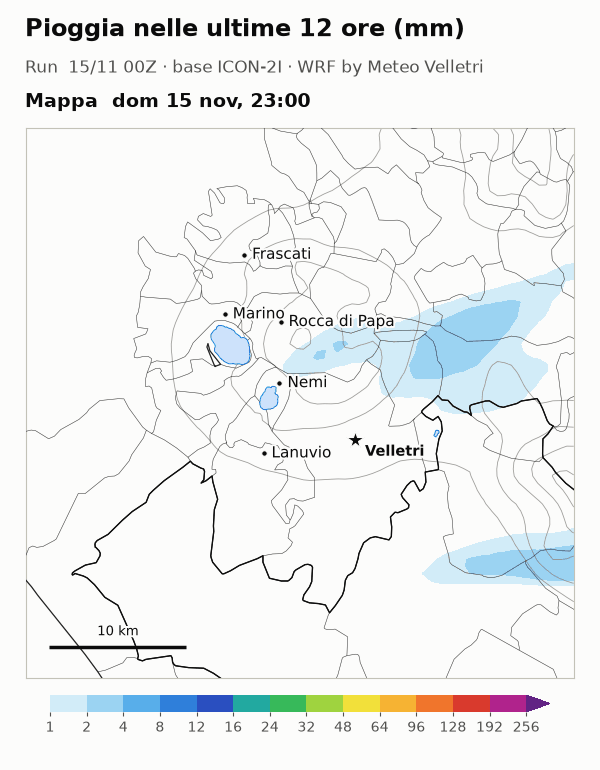 Pioggia nelle ultime 12 ore (mm)
Run  15/11 00Z · base ICON-2I · WRF by Meteo Velletri
Mappa  dom 15 nov, 23:00
Frascati
Marino
Rocca di Papa
Nemi
Velletri
Lanuvio
10 km
1 2 4 8 12 16 24 32 48 64 96 128 192 256